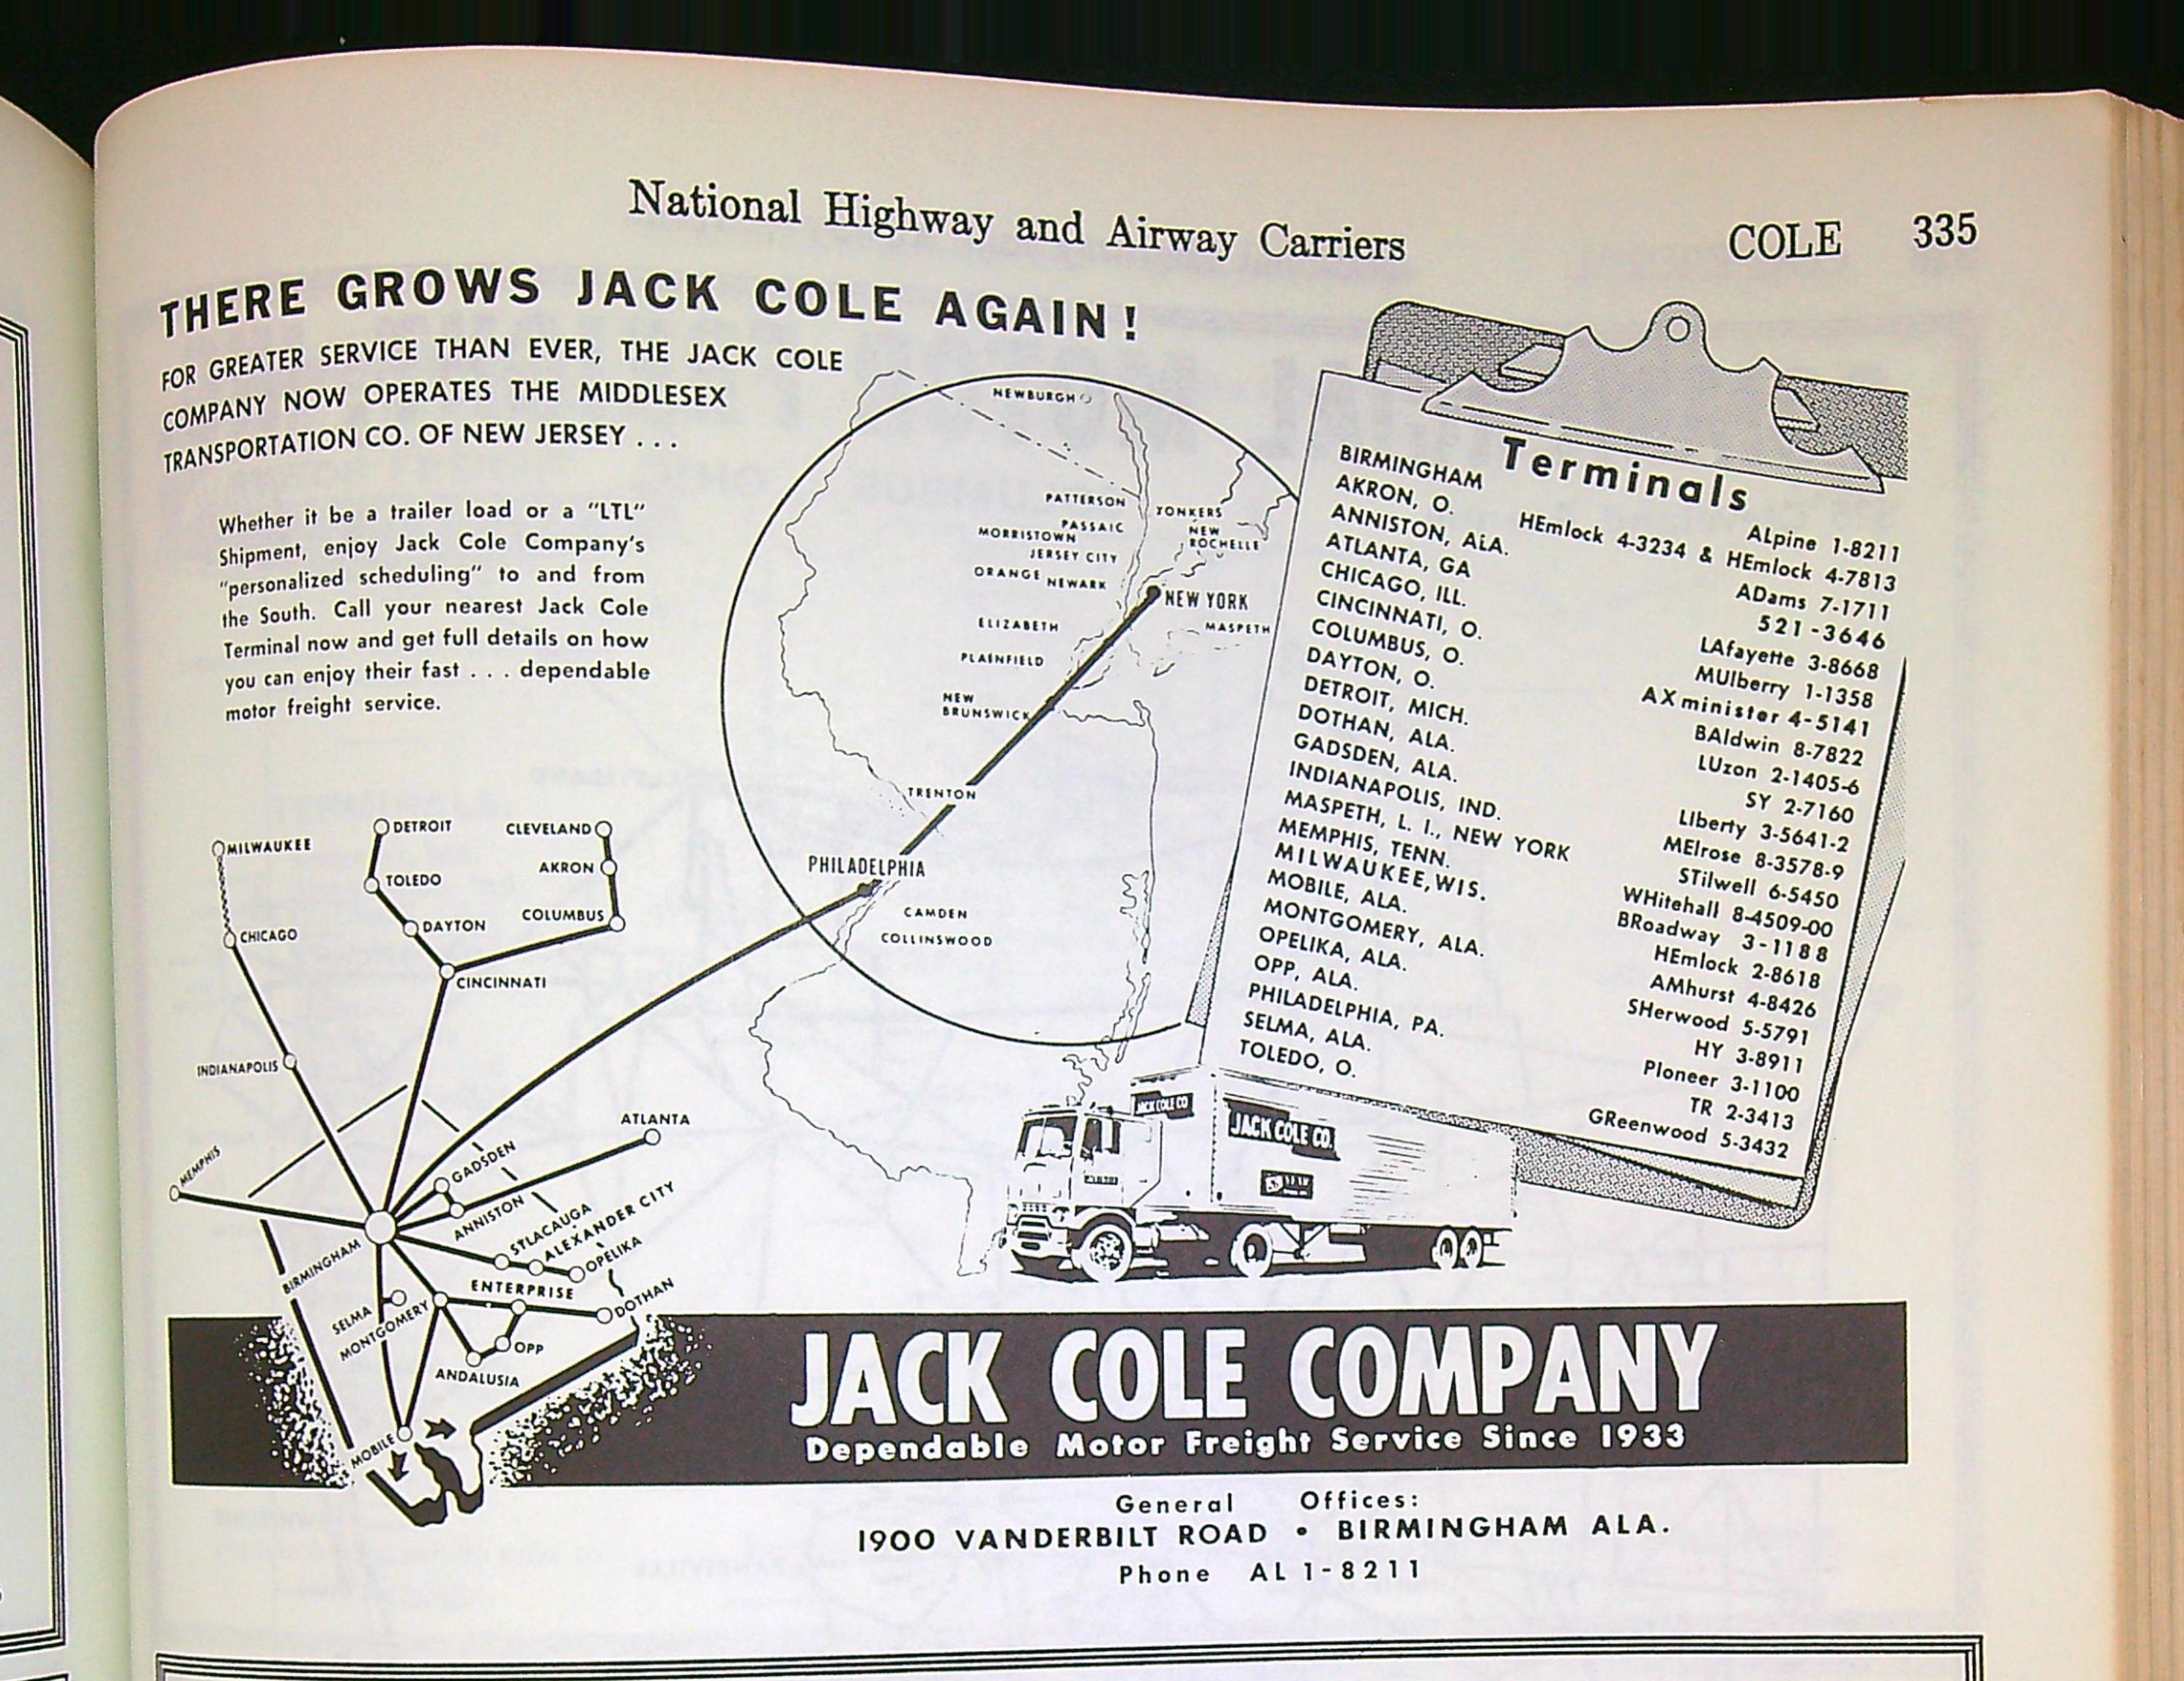 National Highway and Airway Carriers
COLE 335
THERE GROWS JACK COLE AGAIN!
FOR GREATER SERVICE THAN EVER, THE JACK COLE
COMPANY NOW OPERATES THE MIDDLESEX
TRANSPORTATION CO. OF NEW JERSEY . . .
Whether it be a trailer load or a "LTL"
Shipment, enjoy Jack Cole Company's
"personalized scheduling" to and from
the South. Call your nearest Jack Cole
Terminal now and get full details on how
you can enjoy their fast . . . dependable
motor freight service.
NEWBURGH
PATTERSON
YONKERS
PASSAIC
NEW
ROCHELLE
MORRISTOWN
JERSEY CITY
ORANGE
NEWARK
NEW YORK
ELIZABETH
MASPETH
PLAINFIELD
NEW
BRUNSWICK
TRENTON
PHILADELPHIA
CAMDEN
COLLINSWOOD
MILWAUKEE
DETROIT
CLEVELAND
TOLEDO
AKRON
CHICAGO
DAYTON
COLUMBUS
CINCINNATI
INDIANAPOLIS
MEMPHIS
ATLANTA
GADSDEN
ANNISTON
STLACAUGA
ALEXANDER CITY
OPELIKA
BIRMINGHAM
SELMA
MONTGOMERY
ENTERPRISE
DOTHAN
OPP
ANDALUSIA
MOBILE
Terminals
BIRMINGHAM ALpine 1-8211
AKRON, O. HEmlock 4-3234 & HEmlock 4-7813
ANNISTON, ALA. ADams 7-1711
ATLANTA, GA 521-3646
CHICAGO, ILL. LAfayette 3-8668
CINCINNATI, O. MUlberry 1-1358
COLUMBUS, O. AXminister 4-5141
DAYTON, O. BAldwin 8-7822
DETROIT, MICH. LUzon 2-1405-6
DOTHAN, ALA. SY 2-7160
GADSDEN, ALA. LIberty 3-5641-2
INDIANAPOLIS, IND. MElrose 8-3578-9
MASPETH, L. I., NEW YORK STilwell 6-5450
MEMPHIS, TENN. WHitehall 8-4509-00
MILWAUKEE, WIS. BRoadway 3-1188
MOBILE, ALA. HEmlock 2-8618
MONTGOMERY, ALA. AMhurst 4-8426
OPELIKA, ALA. SHerwood 5-5791
OPP, ALA. HY 3-8911
PHILADELPHIA, PA. PIoneer 3-1100
SELMA, ALA. TR 2-3413
TOLEDO, O. GReenwood 5-3432
JACK COLE CO
JACK COLE CO.
JACK COLE COMPANY
Dependable Motor Freight Service Since 1933
General Offices:
1900 VANDERBILT ROAD • BIRMINGHAM ALA.
Phone AL 1-8211